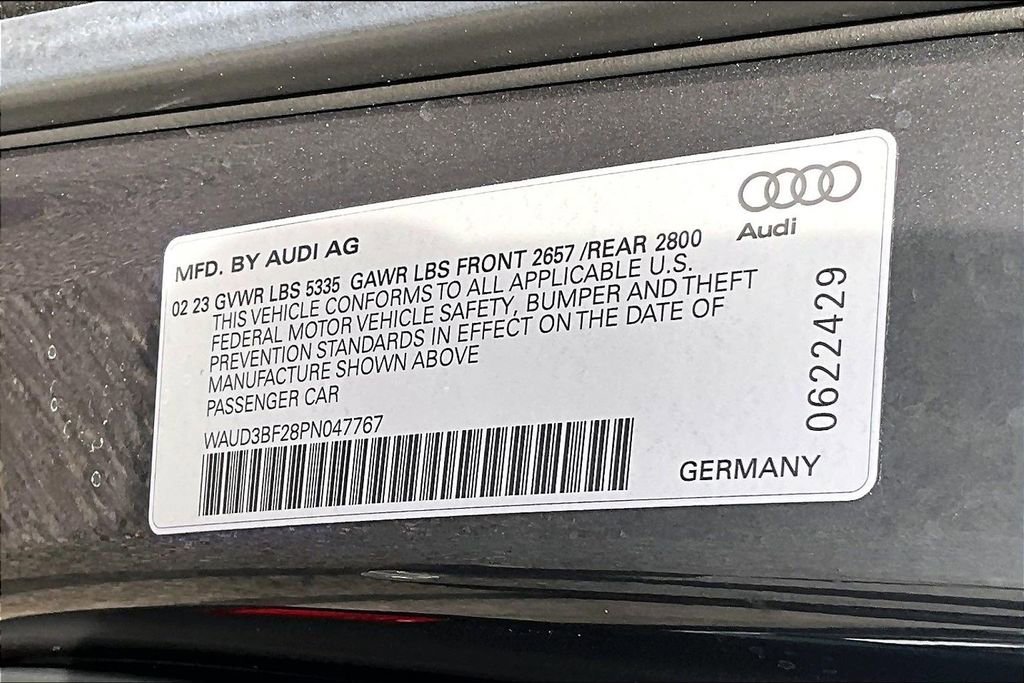 Audi
MFD. BY AUDI AG
02 23 GVWR LBS 5335 GAWR LBS FRONT 2657 /REAR 2800
THIS VEHICLE CONFORMS TO ALL APPLICABLE U.S.
FEDERAL MOTOR VEHICLE SAFETY, BUMPER AND THEFT
PREVENTION STANDARDS IN EFFECT ON THE DATE OF
MANUFACTURE SHOWN ABOVE
PASSENGER CAR
WAUD3BF28PN047767
GERMANY
0622429